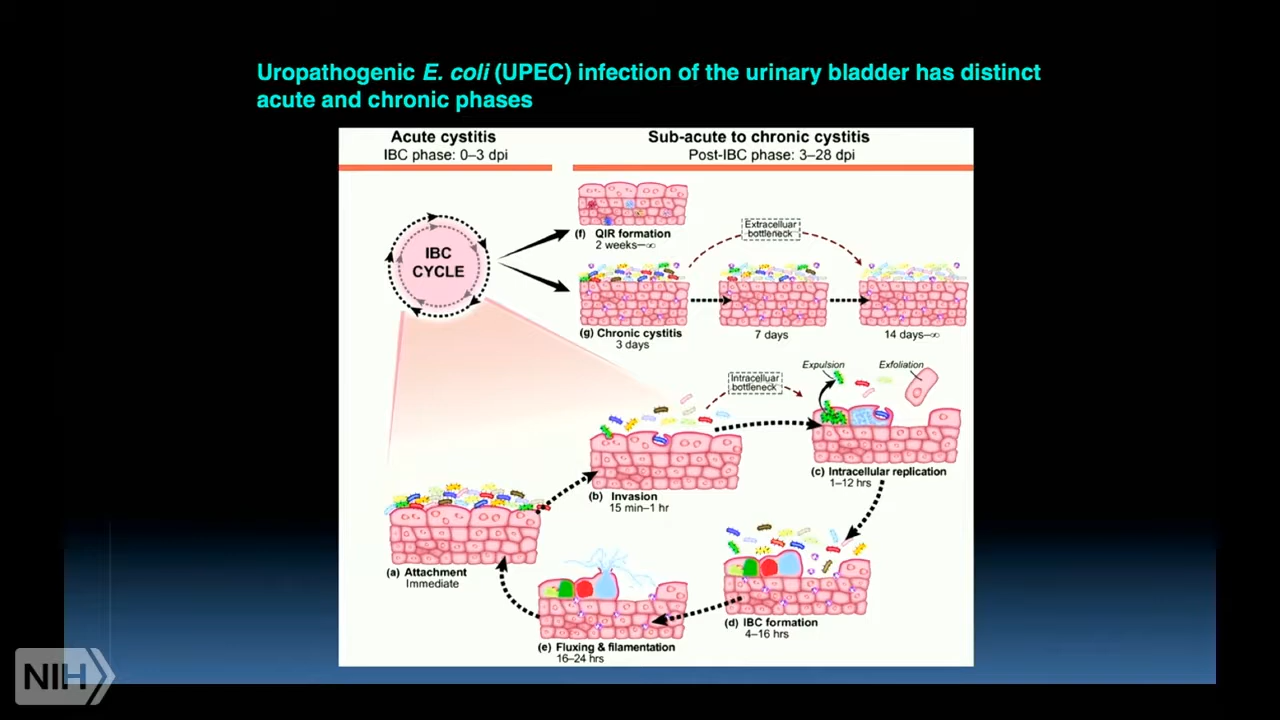 Uropathogenic E. coli (UPEC) infection of the urinary bladder has distinct
acute and chronic phases
Acute cystitis
IBC phase: 0–3 dpi
Sub-acute to chronic cystitis
Post-IBC phase: 3–28 dpi
IBC
CYCLE
(f) QIR formation
2 weeks–∞
Extracelluar
bottleneck
(g) Chronic cystitis
3 days
7 days
14 days–∞
Intracelluar
bottleneck
Expulsion
Exfoliation
(a) Attachment
Immediate
(b) Invasion
15 min–1 hr
(c) Intracellular replication
1–12 hrs
(d) IBC formation
4–16 hrs
(e) Fluxing & filamentation
16–24 hrs
NIH